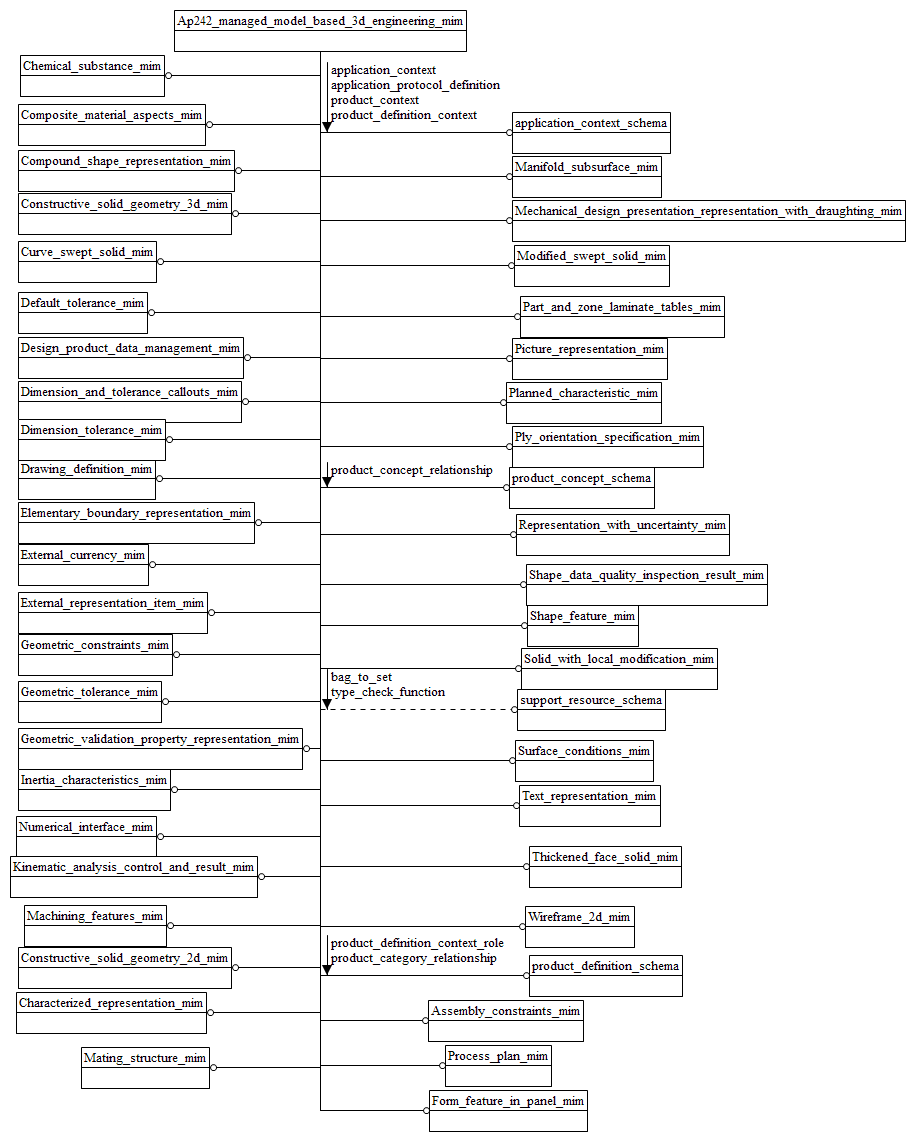 Ap242_managed_model_based_3d_engineering_mim
Chemical_substance_mim
application_context
application_protocol_definition
product_context
product_definition_context
Composite_material_aspects_mim
application_context_schema
Compound_shape_representation_mim
Manifold_subsurface_mim
Constructive_solid_geometry_3d_mim
Mechanical_design_presentation_representation_with_draughting_mim
Curve_swept_solid_mim
Modified_swept_solid_mim
Default_tolerance_mim
Part_and_zone_laminate_tables_mim
Design_product_data_management_mim
Picture_representation_mim
Dimension_and_tolerance_callouts_mim
Planned_characteristic_mim
Dimension_tolerance_mim
Ply_orientation_specification_mim
Drawing_definition_mim
product_concept_relationship
product_concept_schema
Elementary_boundary_representation_mim
Representation_with_uncertainty_mim
External_currency_mim
Shape_data_quality_inspection_result_mim
External_representation_item_mim
Shape_feature_mim
Geometric_constraints_mim
Solid_with_local_modification_mim
bag_to_set
type_check_function
Geometric_tolerance_mim
support_resource_schema
Geometric_validation_property_representation_mim
Surface_conditions_mim
Inertia_characteristics_mim
Text_representation_mim
Numerical_interface_mim
Kinematic_analysis_control_and_result_mim
Thickened_face_solid_mim
Machining_features_mim
Wireframe_2d_mim
product_definition_context_role
product_category_relationship
Constructive_solid_geometry_2d_mim
product_definition_schema
Characterized_representation_mim
Assembly_constraints_mim
Mating_structure_mim
Process_plan_mim
Form_feature_in_panel_mim